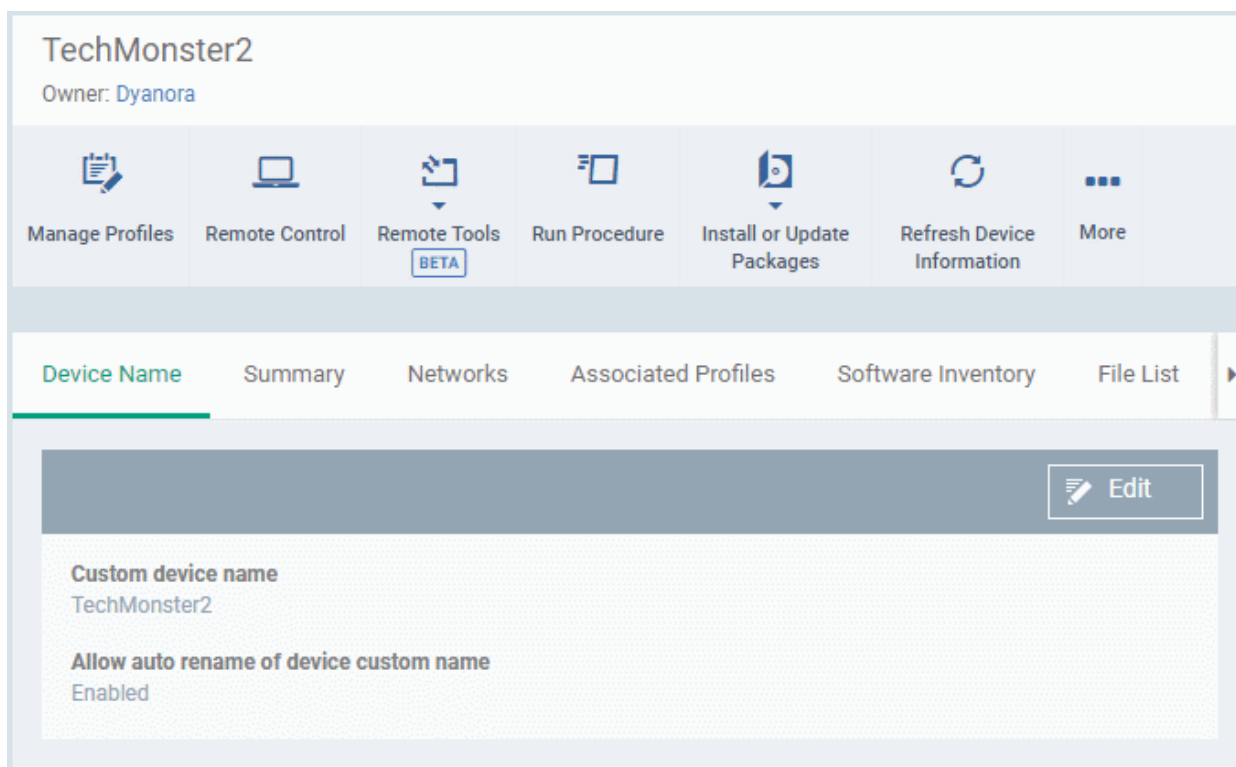 TechMonster2
Owner: Dyanora
Manage Profiles
Remote Control
Remote Tools
BETA
Run Procedure
Install or Update
Packages
Refresh Device
Information
More
Device Name
Summary
Networks
Associated Profiles
Software Inventory
File List
Edit
Custom device name
TechMonster2
Allow auto rename of device custom name
Enabled